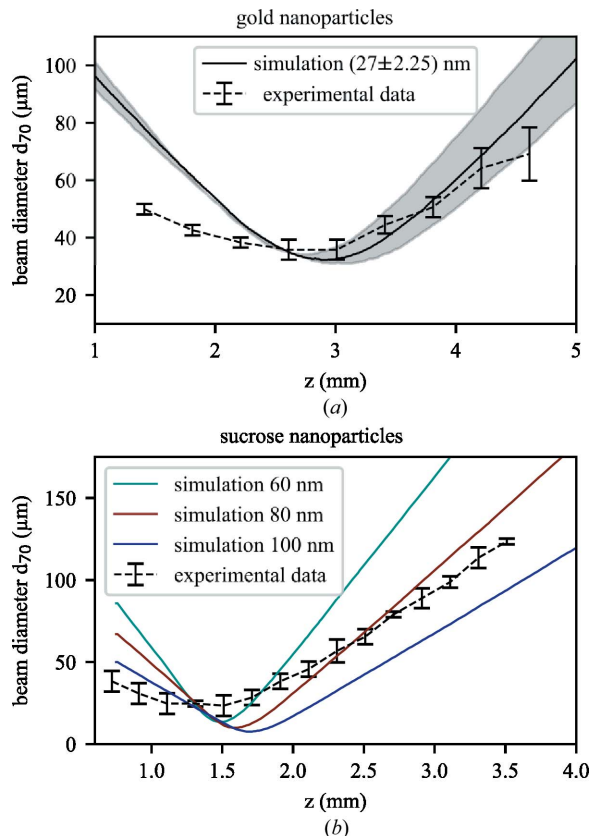 gold nanoparticles
simulation (27±2.25) nm
experimental data
beam diameter d70 (μm)
100
80
60
40
20
1 2 3 4 5
z (mm)
(a)
sucrose nanoparticles
simulation 60 nm
simulation 80 nm
simulation 100 nm
experimental data
beam diameter d70 (μm)
150
100
50
0
1.0 1.5 2.0 2.5 3.0 3.5 4.0
z (mm)
(b)